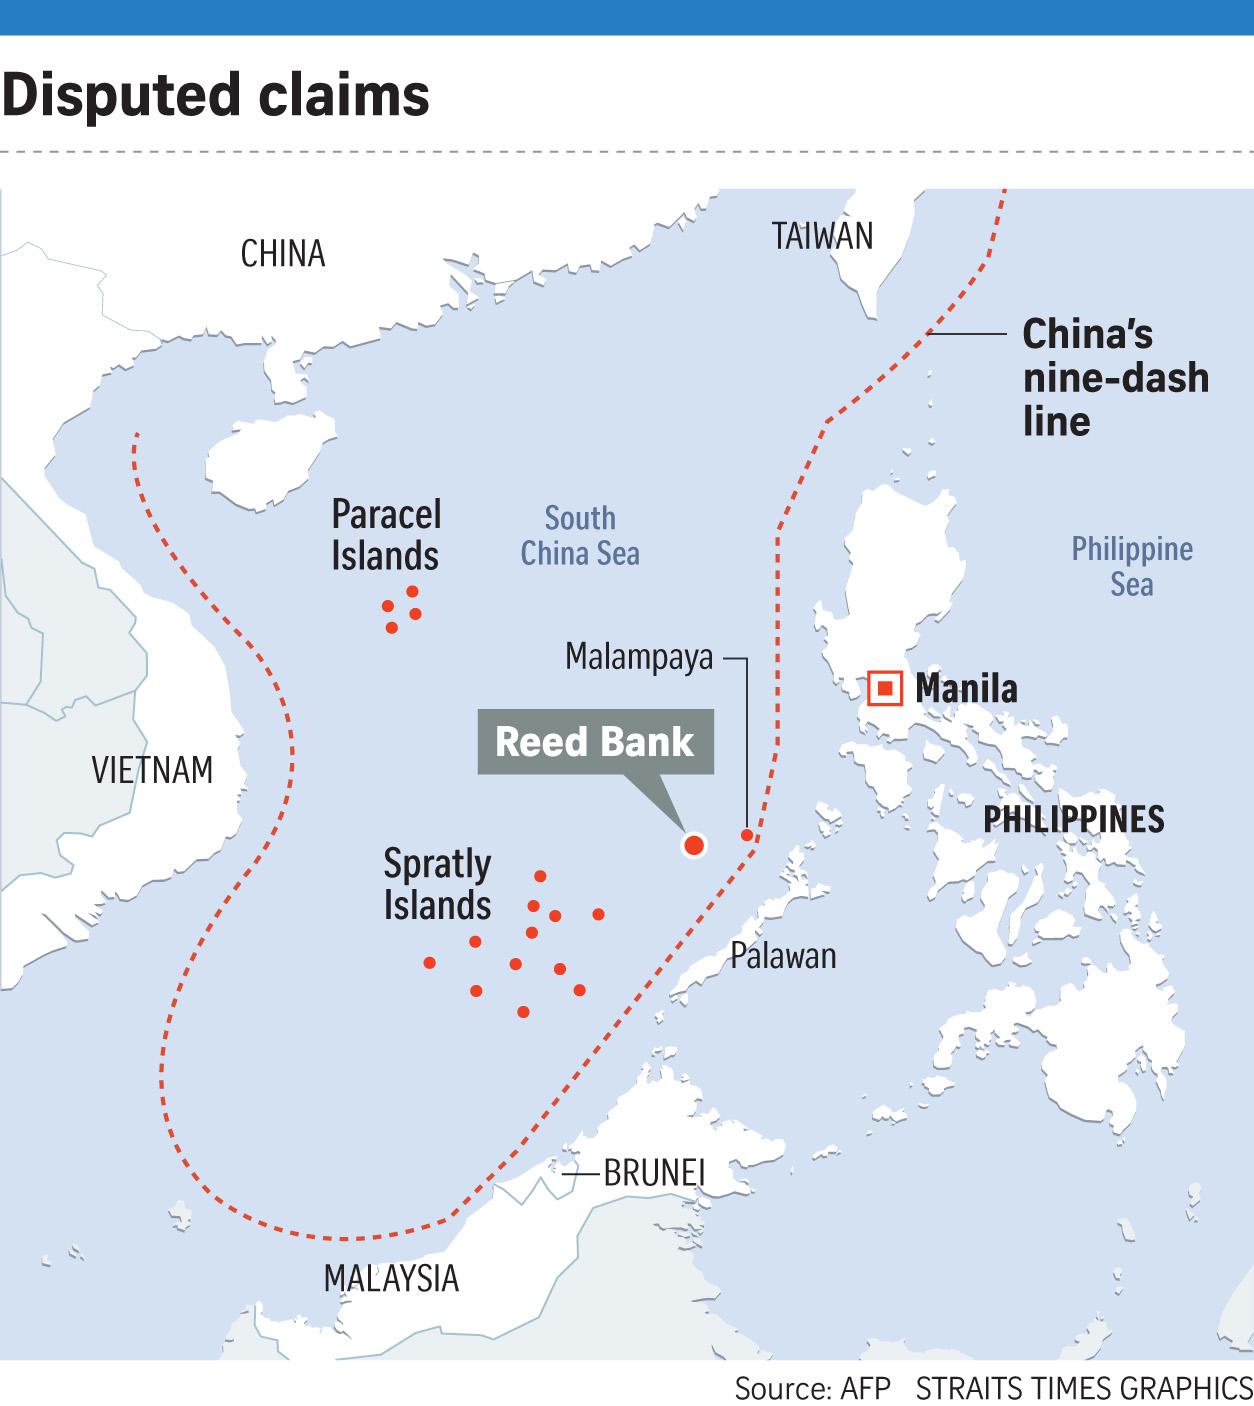 Disputed claims
CHINA
TAIWAN
China's
nine-dash
line
Paracel
Islands
South
China Sea
Philippine
Sea
Malampaya
Manila
Reed Bank
VIETNAM
PHILIPPINES
Spratly
Islands
Palawan
BRUNEI
MALAYSIA
Source: AFP STRAITS TIMES GRAPHICS